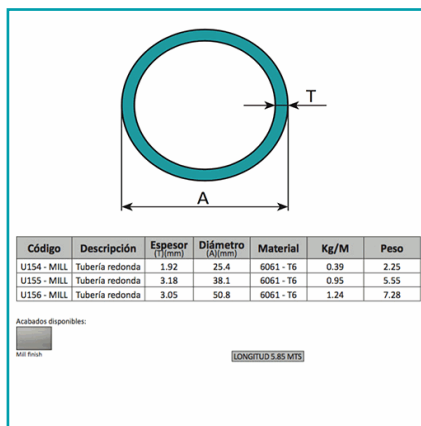 T
A
Código Descripción Espesor (T)(mm) Diámetro (A)(mm) Material Kg/M Peso
U154 - MILL Tubería redonda 1.92 25.4 6061 - T6 0.39 2.25
U155 - MILL Tubería redonda 3.18 38.1 6061 - T6 0.95 5.55
U156 - MILL Tubería redonda 3.05 50.8 6061 - T6 1.24 7.28
Acabados disponibles:
Mill finish
LONGITUD 5.85 MTS